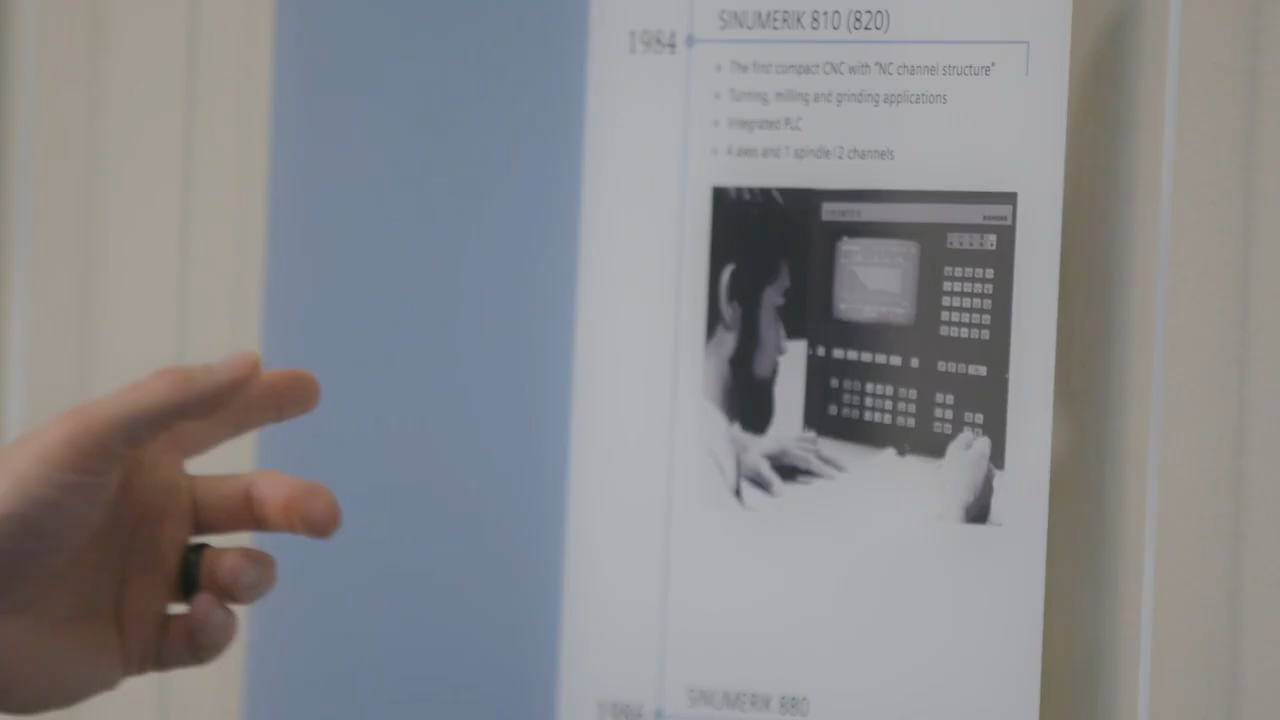 SINUMERIK 810 (820)
1984
The first compact CNC with "NC channel structure"
Turning, milling and grinding applications
Integrated PLC
4 axes and 1 spindle/2 channels
SIEMENS
SINUMERIK 880